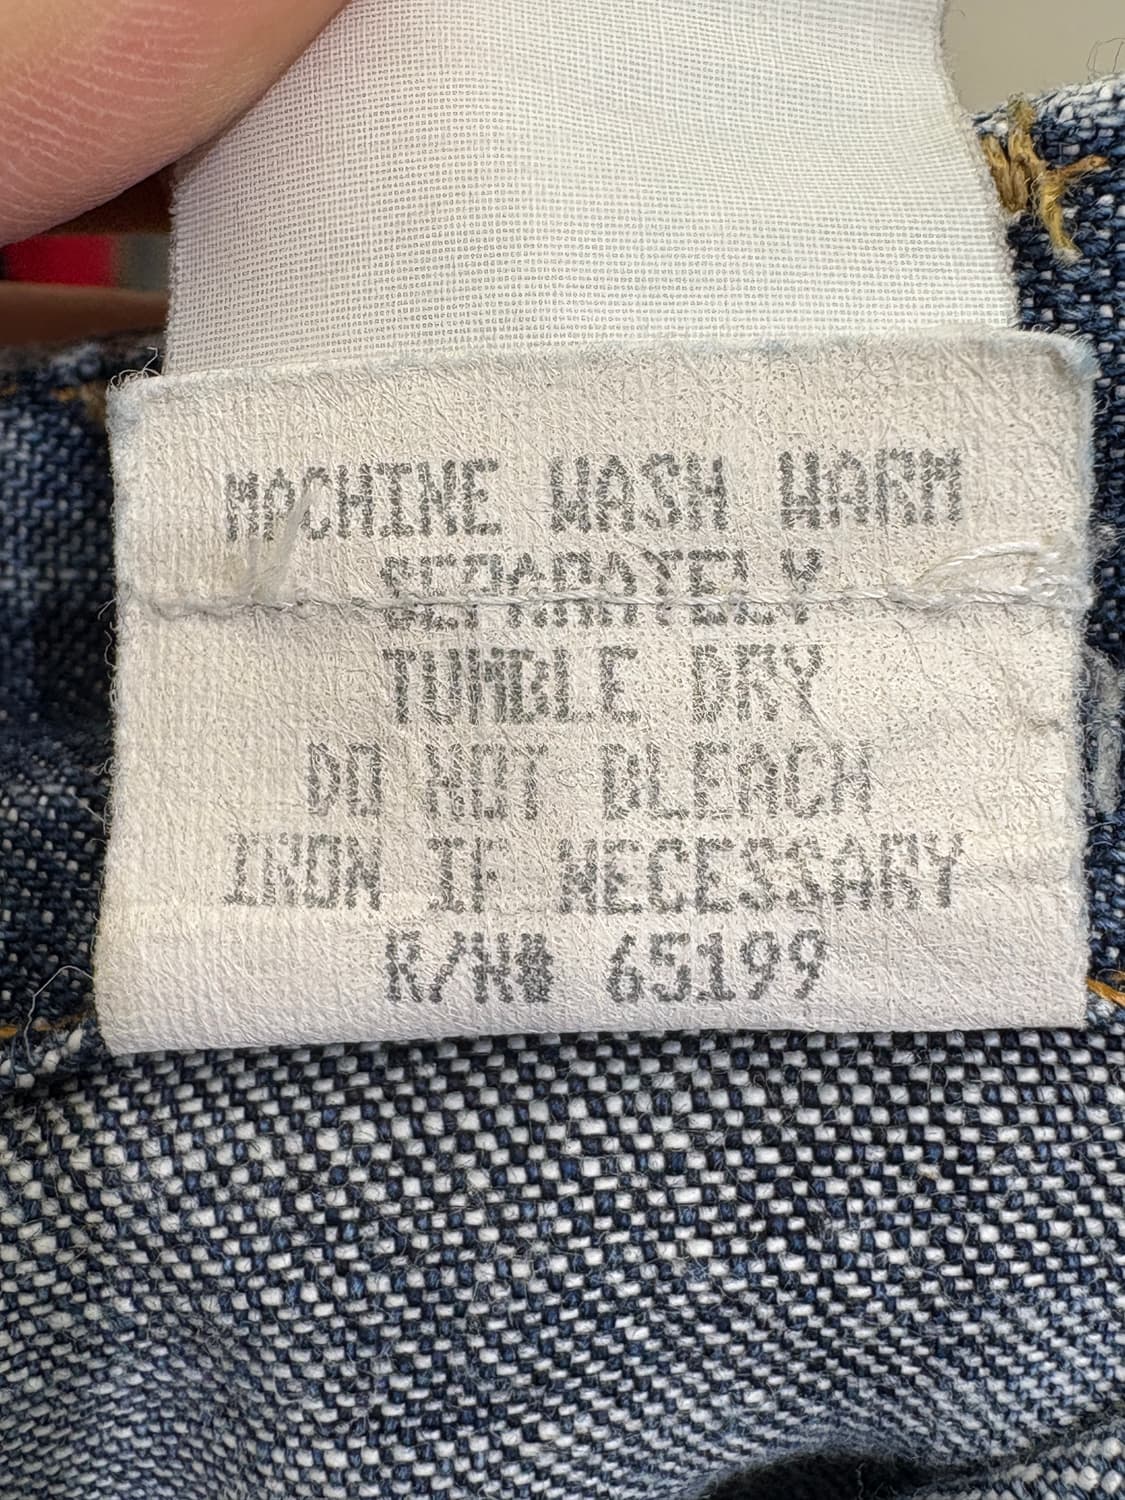 MACHINE WASH WARM
SEPARATELY
TUMBLE DRY
DO NOT BLEACH
IRON IF NECESSARY
R/N# 65199